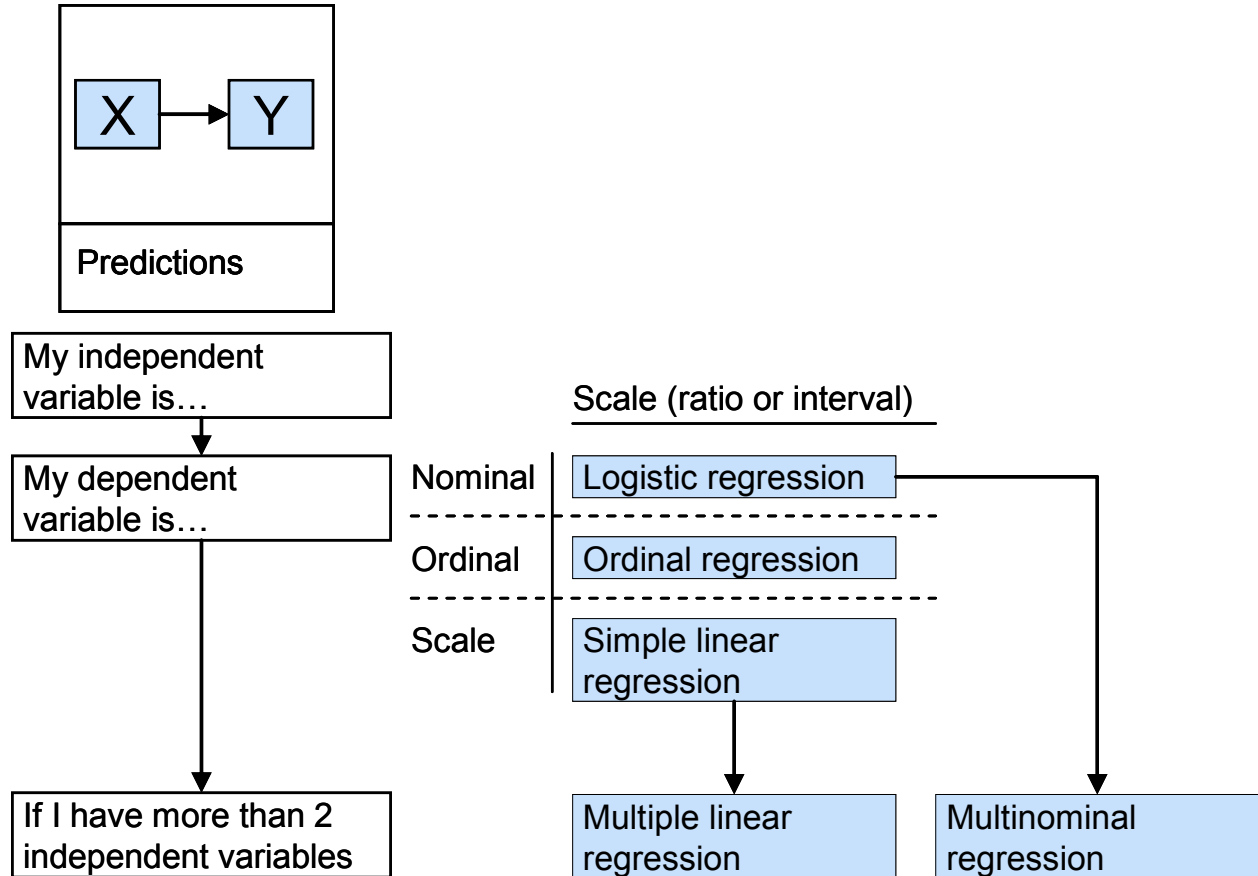 X
Y
Predictions
My independent
variable is…
Scale (ratio or interval)
My dependent
variable is…
Nominal
Logistic regression
Ordinal
Ordinal regression
Scale
Simple linear
regression
If I have more than 2
independent variables
Multiple linear
regression
Multinominal
regression